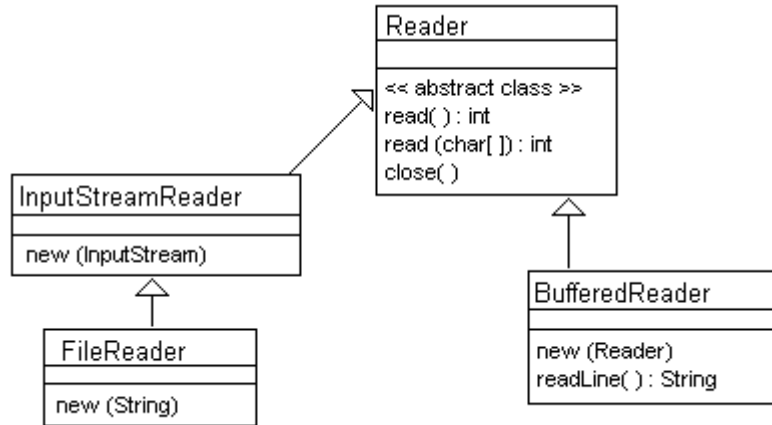 Reader
<< abstract class >>
read( ) : int
read (char[ ]) : int
close( )
InputStreamReader
new (InputStream)
BufferedReader
new (Reader)
readLine( ) : String
FileReader
new (String)